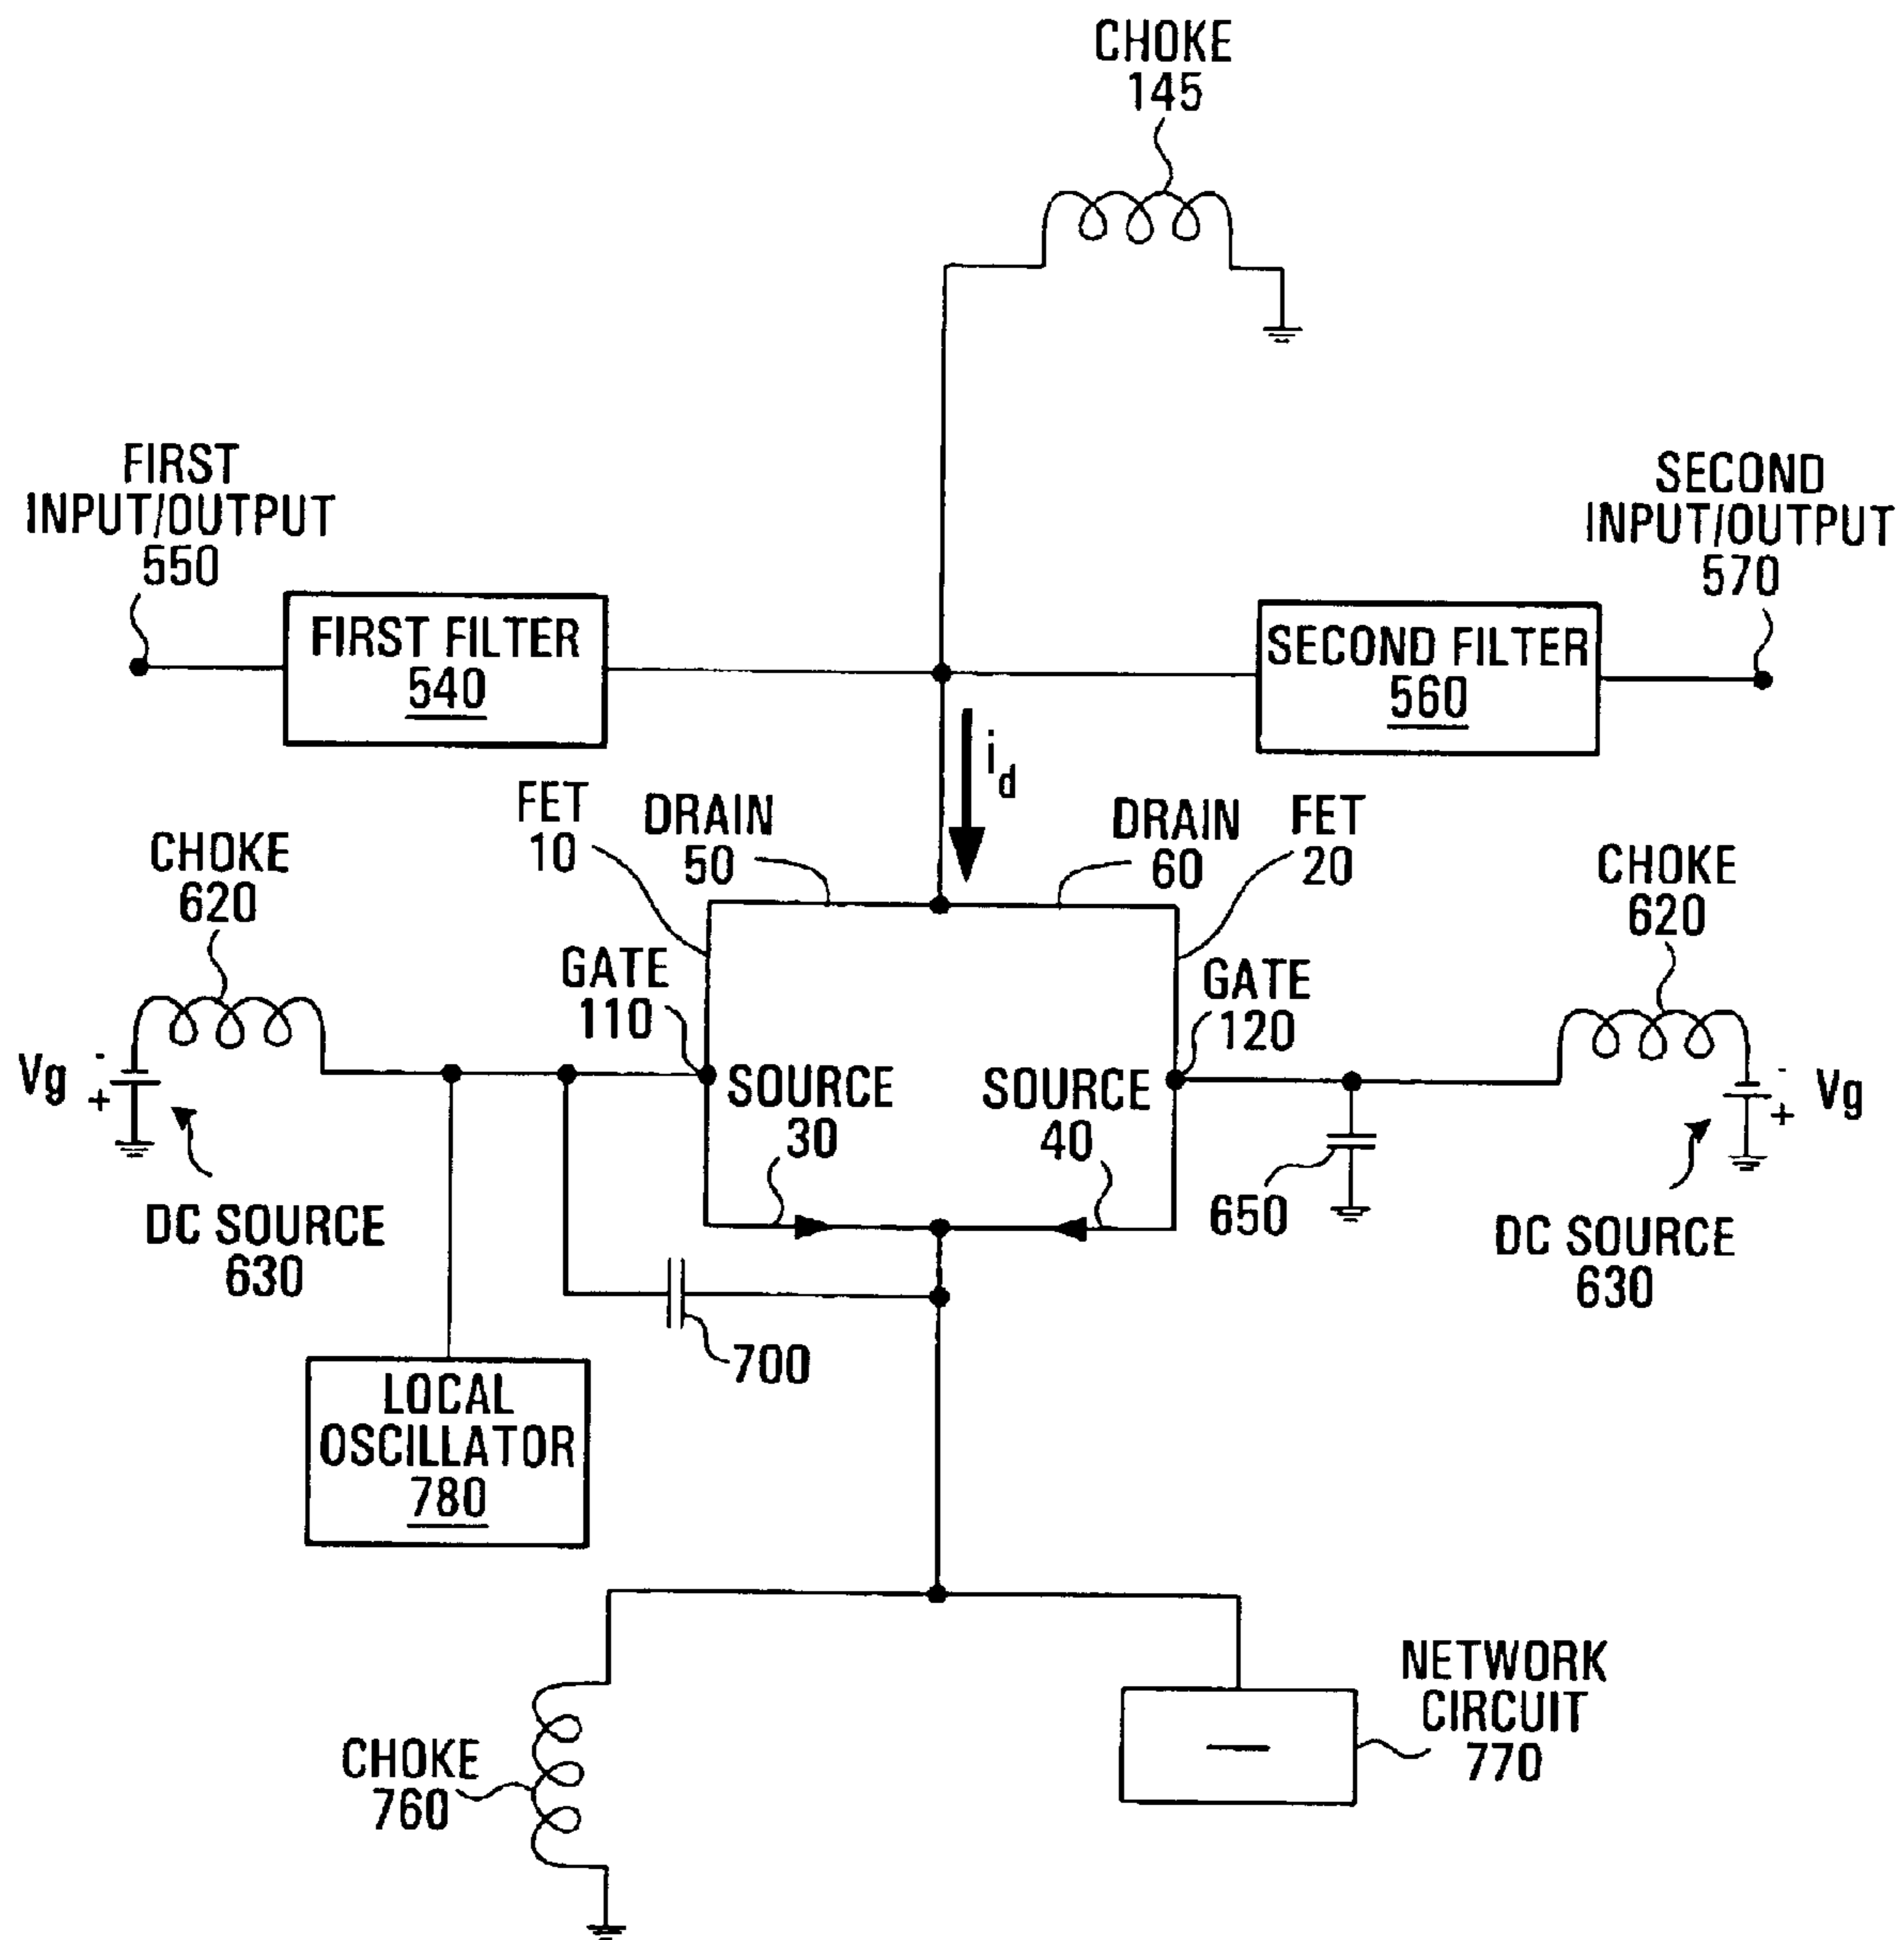 CHOKE
145
FIRST
INPUT/OUTPUT
550
SECOND
INPUT/OUTPUT
570
FIRST FILTER
540
SECOND FILTER
560
id
FET
10
DRAIN
50
DRAIN
60
FET
20
CHOKE
620
CHOKE
620
GATE
110
GATE
120
Vg
-
+
SOURCE
30
SOURCE
40
-
+
Vg
650
DC SOURCE
630
DC SOURCE
630
700
LOCAL
OSCILLATOR
780
NETWORK
CIRCUIT
770
CHOKE
760